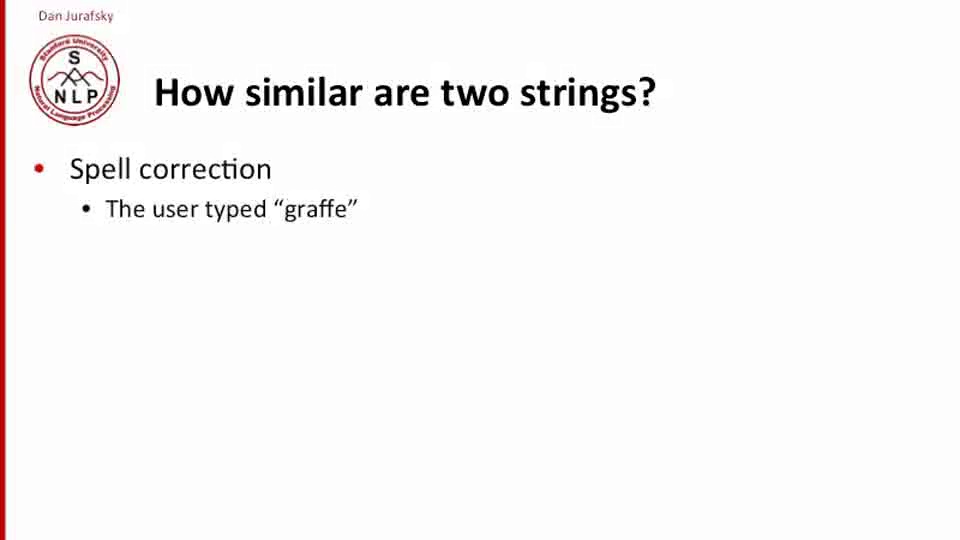 Dan Jurafsky
Stanford University
S
NLP
Natural Language Processing
How similar are two strings?
• Spell correction
• The user typed “graffe”